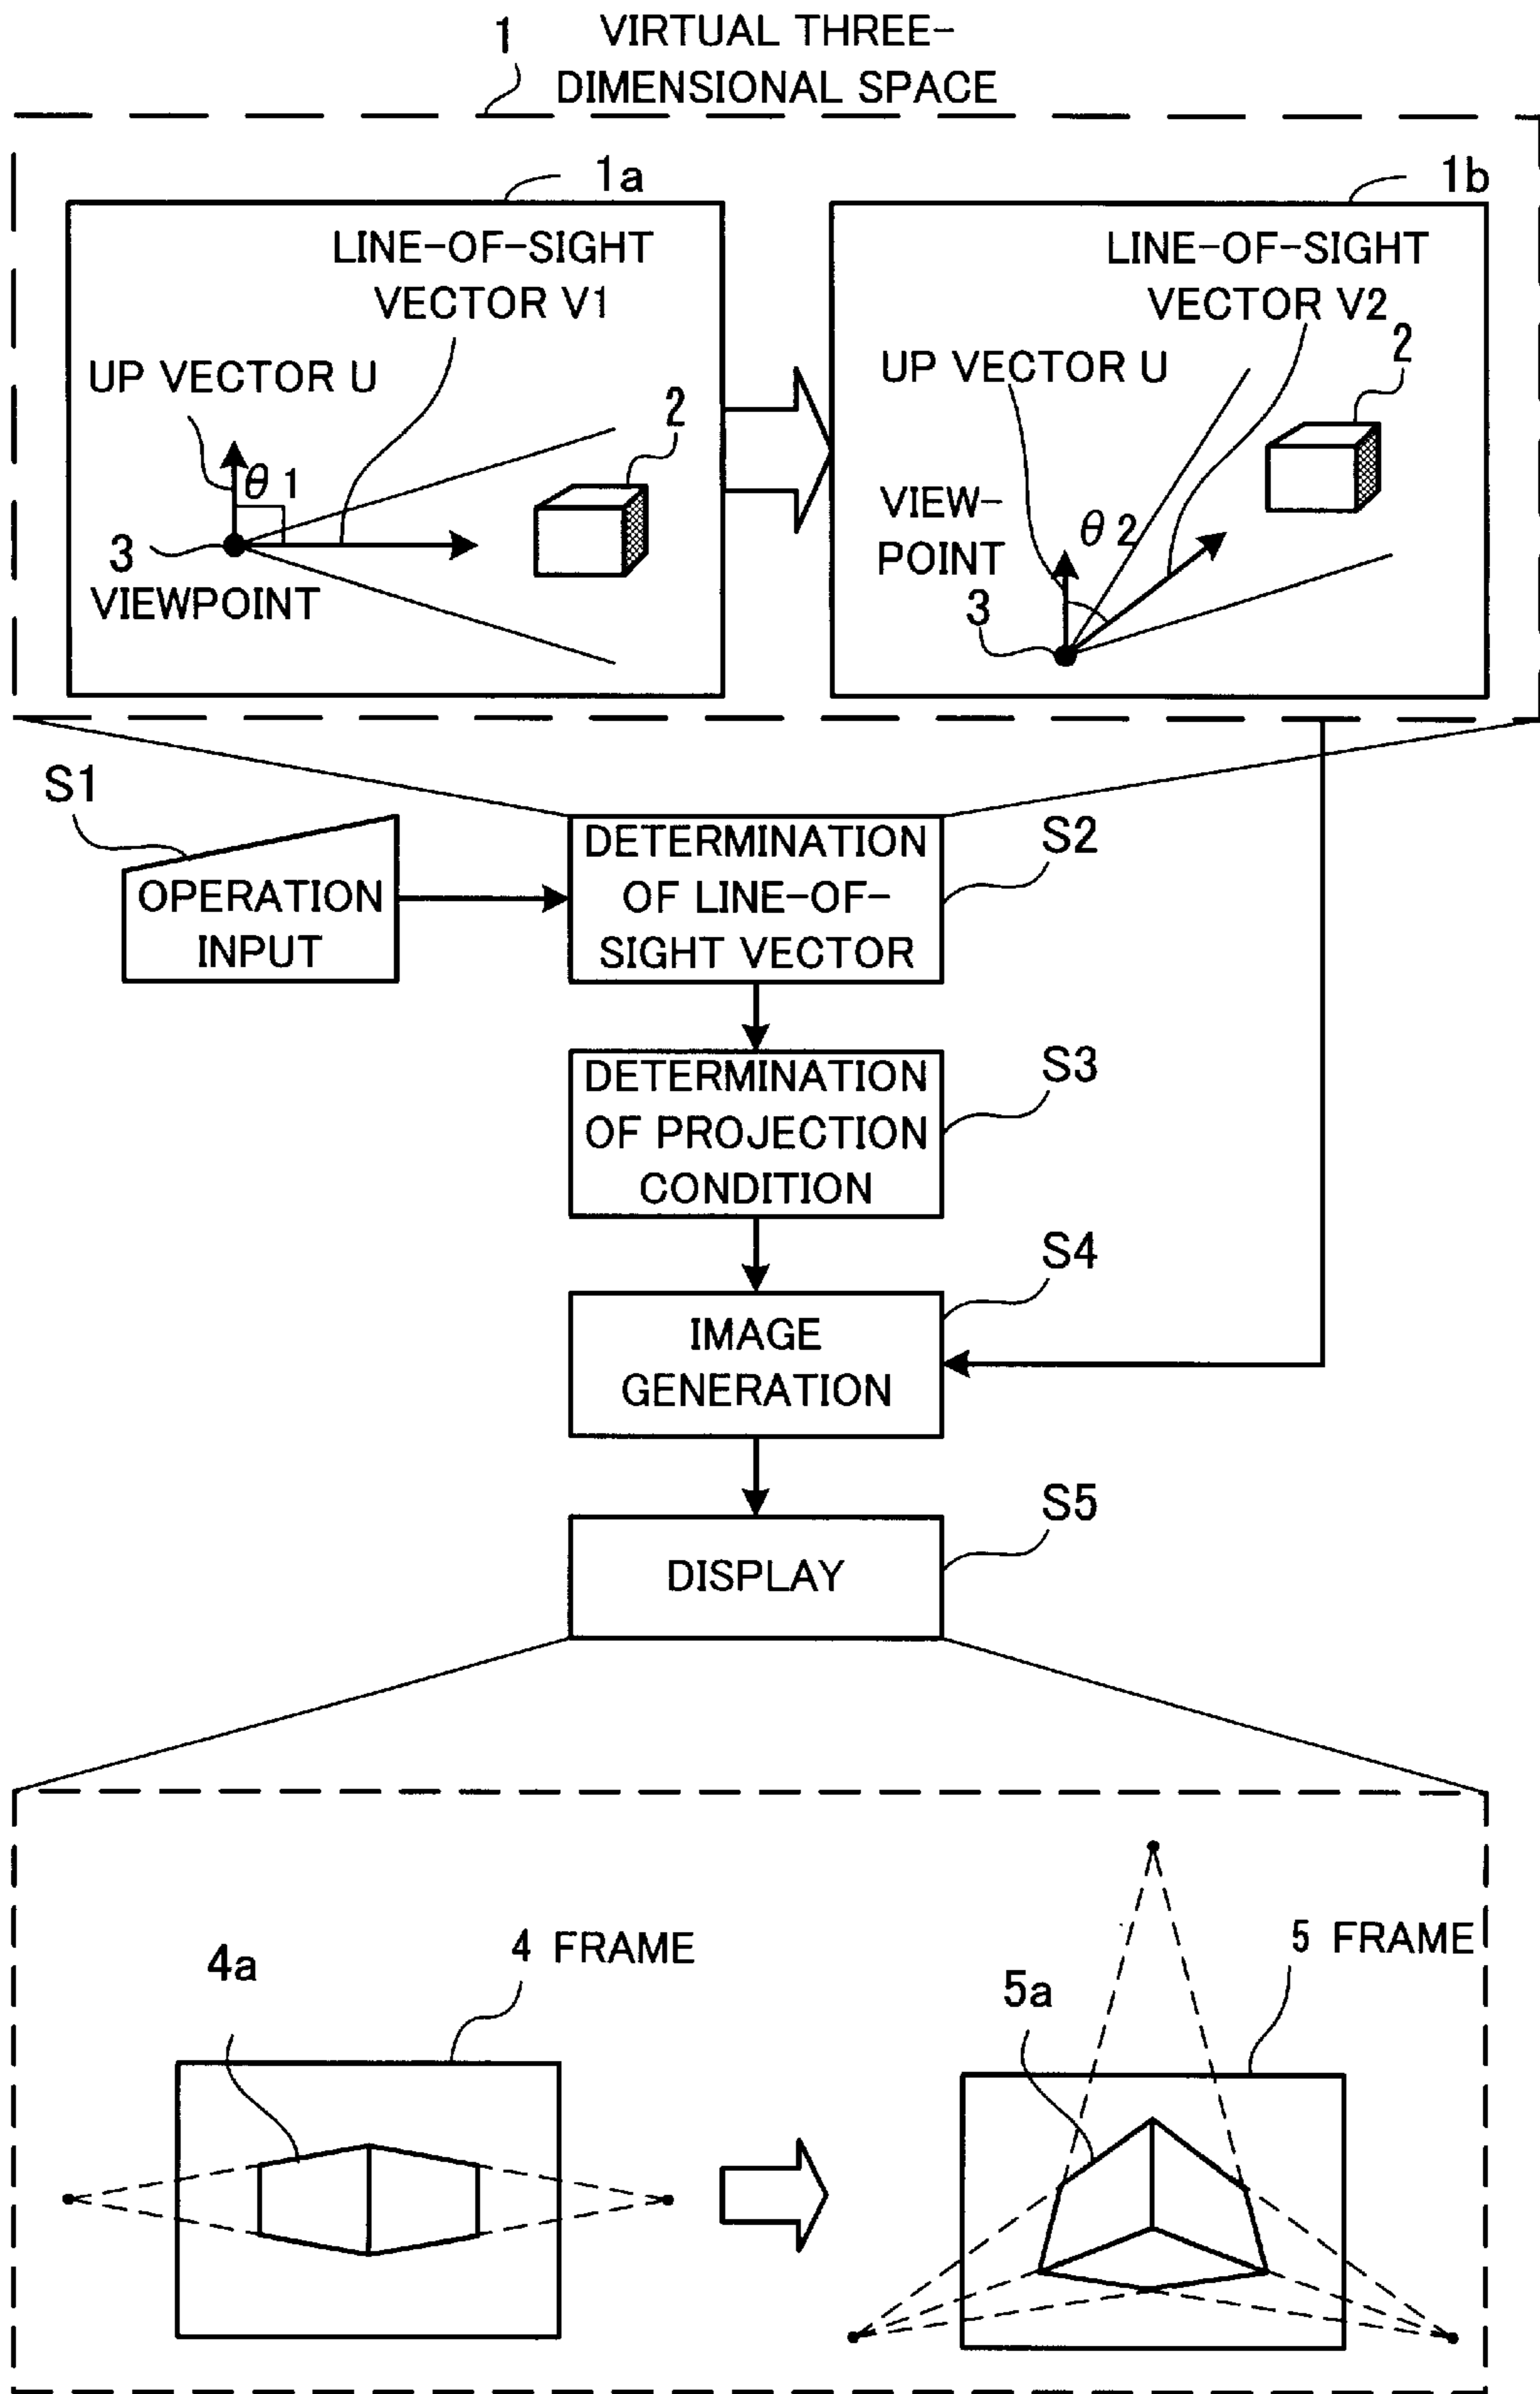 1
VIRTUAL THREE-
DIMENSIONAL SPACE
1a
LINE-OF-SIGHT
VECTOR V1
UP VECTOR U
2
θ1
3
VIEWPOINT
1b
LINE-OF-SIGHT
VECTOR V2
2
UP VECTOR U
VIEW-
POINT
θ2
3
S1
OPERATION
INPUT
DETERMINATION
OF LINE-OF-
SIGHT VECTOR
S2
DETERMINATION
OF PROJECTION
CONDITION
S3
IMAGE
GENERATION
S4
DISPLAY
S5
4a
4 FRAME
5a
5 FRAME